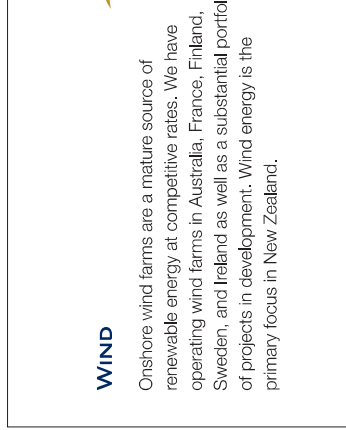 WIND
Onshore wind farms are a mature source of
renewable energy at competitive rates. We have
operating wind farms in Australia, France, Finland,
Sweden, and Ireland as well as a substantial
of projects in development. Wind energy is the
primary focus in New Zealand.